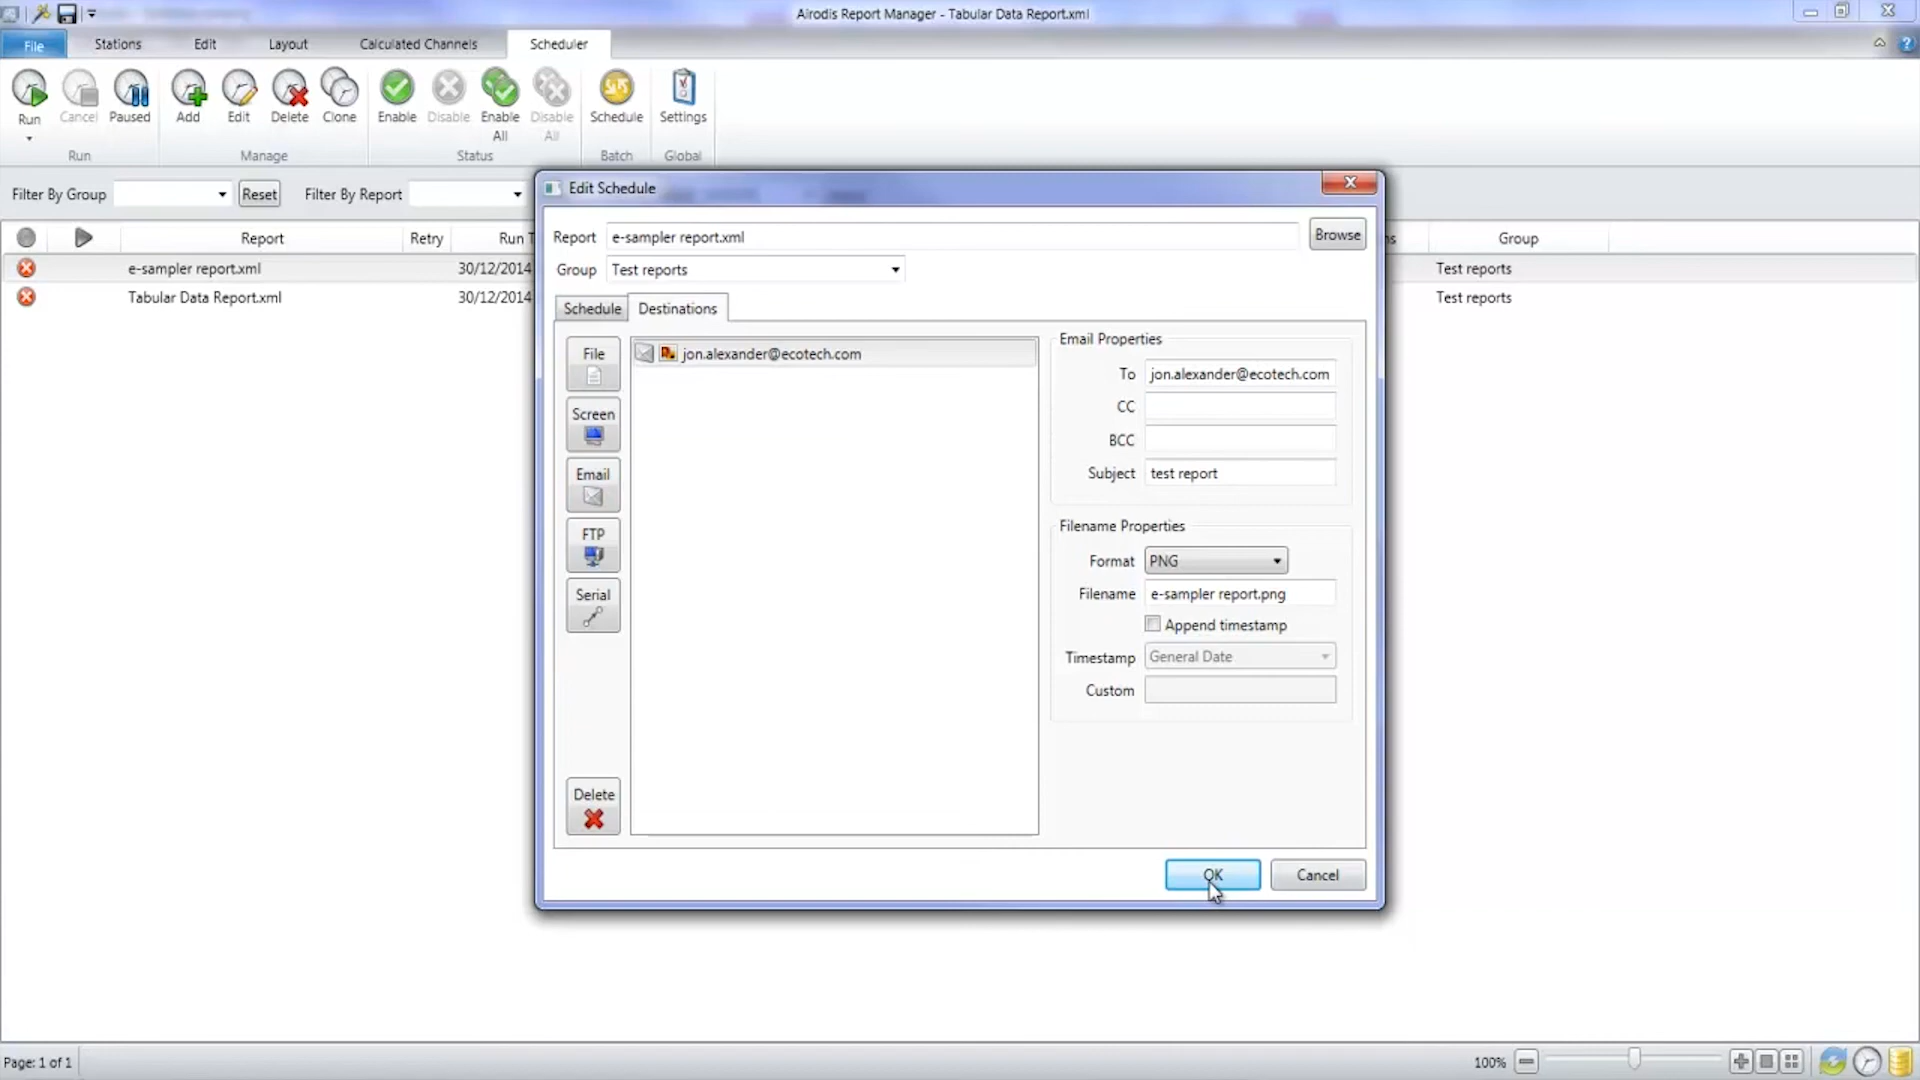 Airodis Report Manager - Tabular Data Report.xml
File Stations Edit Layout Calculated Channels Scheduler
Run Cancel Paused Add Edit Delete Clone Enable Disable Enable All Disable All Schedule Settings
Run Manage Status Batch Global
Filter By Group Reset Filter By Report
Report Retry Run T Group
e-sampler report.xml 30/12/2014 Test reports
Tabular Data Report.xml 30/12/2014 Test reports
Edit Schedule
Report e-sampler report.xml Browse
Group Test reports
Schedule Destinations
File
Screen
Email
FTP
Serial
Delete
jon.alexander@ecotech.com
Email Properties
To jon.alexander@ecotech.com
CC
BCC
Subject test report
Filename Properties
Format PNG
Filename e-sampler report.png
Append timestamp
Timestamp General Date
Custom
OK Cancel
Page: 1 of 1 100%